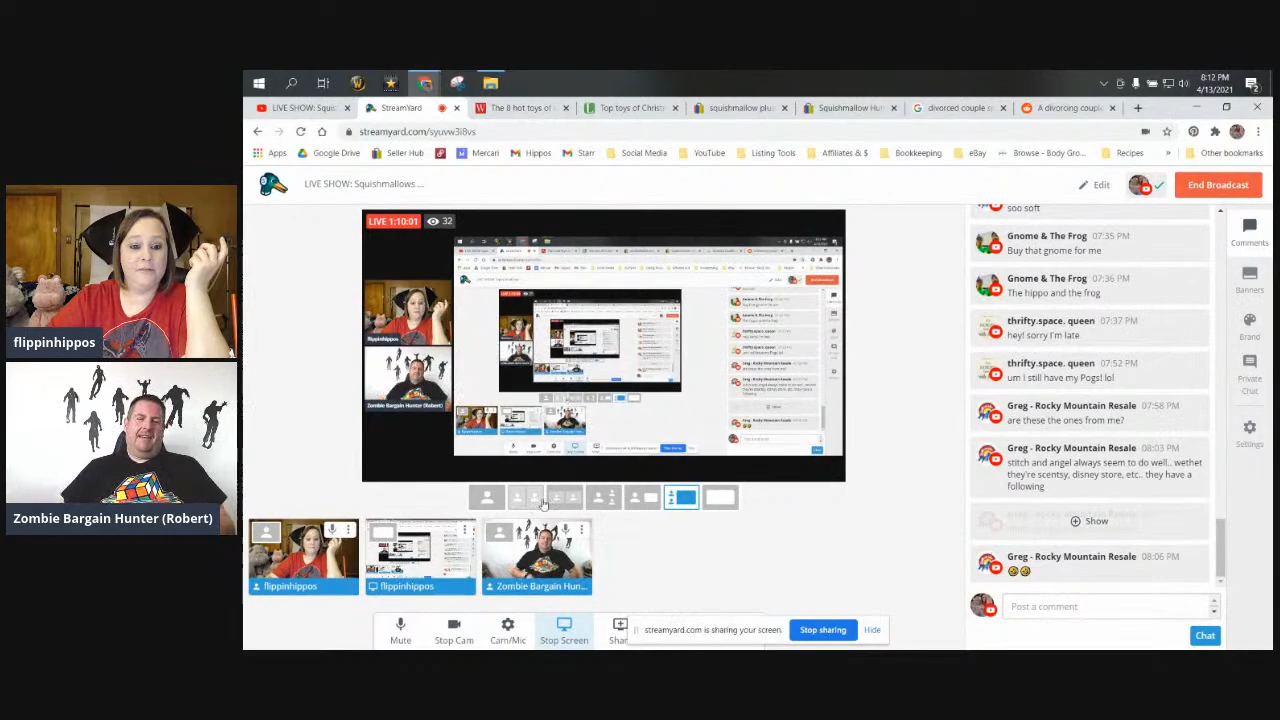 8:12 PM
4/13/2021
LIVE SHOW: Squis
StreamYard
The 8 hot toys of
Top toys of Christ
squishmallow plu
Squishmallow Hu
divorced couple s
A divorcing coupl
streamyard.com/syuvw3i8vs
Apps
Google Drive
Seller Hub
Mercari
Hippos
Starr
Social Media
YouTube
Listing Tools
Affiliates & $
Bookkeeping
eBay
Browse - Body Gro...
Recipes
Other bookmarks
LIVE SHOW: Squishmallows ...
Edit
End Broadcast
LIVE 1:10:01
32
flippinhippos
Zombie Bargain Hunter (Robert)
flippinhippos
Zombie Bargain Hunter (Robert)
flippinhippos
flippinhippos
Zombie Bargain Hun...
Mute
Stop Cam
Cam/Mic
Stop Screen
Shar
streamyard.com is sharing your screen.
Stop sharing
Hide
soo soft
Gnome & The Frog 07:35 PM
Buy that gnome for me
Gnome & The Frog 07:36 PM
The hippo and the frog
thrifty.space. queen 07:37 PM
hey! sorry I'm late
thrifty.space. queen 07:52 PM
um I still have my Pogs! lol
Greg - Rocky Mountain Resale 07:58 PM
are these the ones from me?
Greg - Rocky Mountain Resale 08:03 PM
stitch and angel always seem to do well.. wethet
they're scentsy, disney store, etc.. they have a
following
Show
Greg - Rocky Mountain Resale 08:06 PM
Post a comment
Chat
Comments
Banners
Brand
Private
Chat
Settings